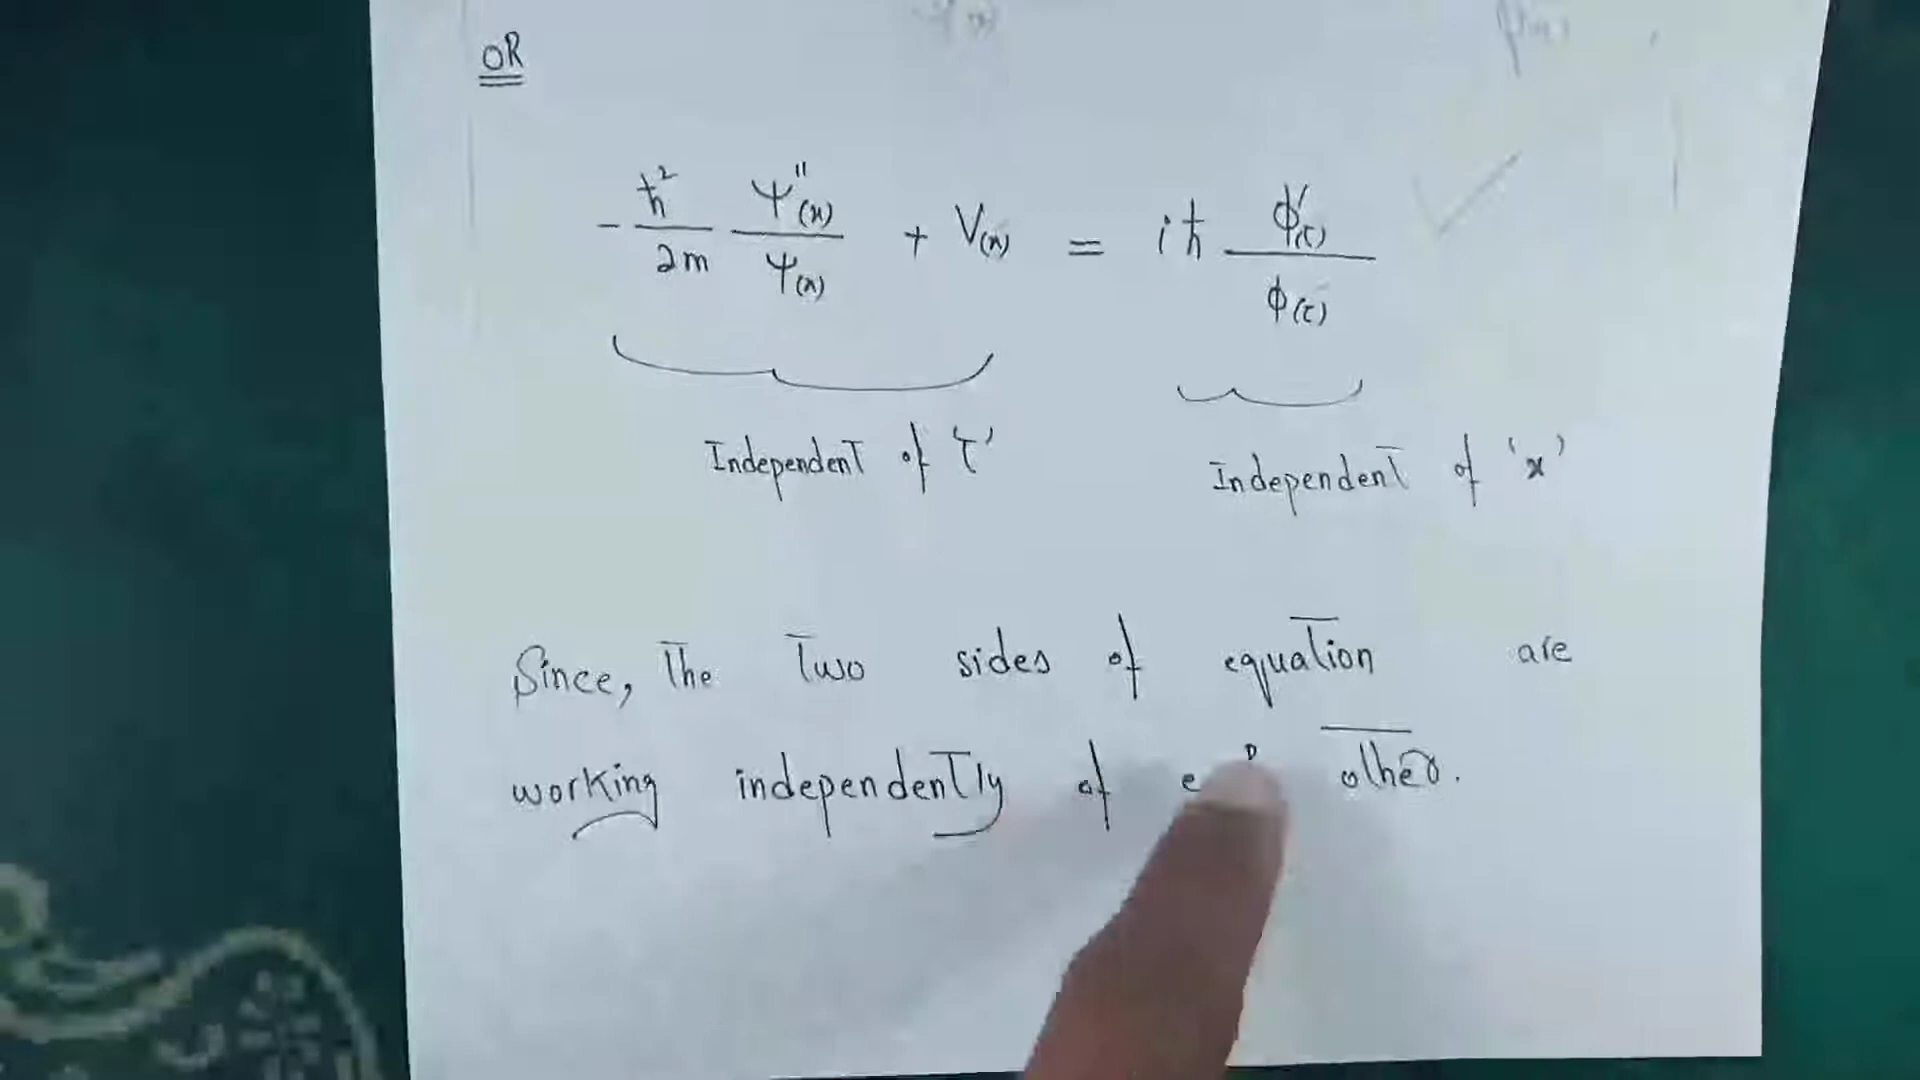 OR
- ħ²/2m Ψ''(x)/Ψ(x) + V(x) = iħ ϕ'(t)/ϕ(t)
Independent of 't' Independent of 'x'
Since, The Two sides of equation are
working independently of other.